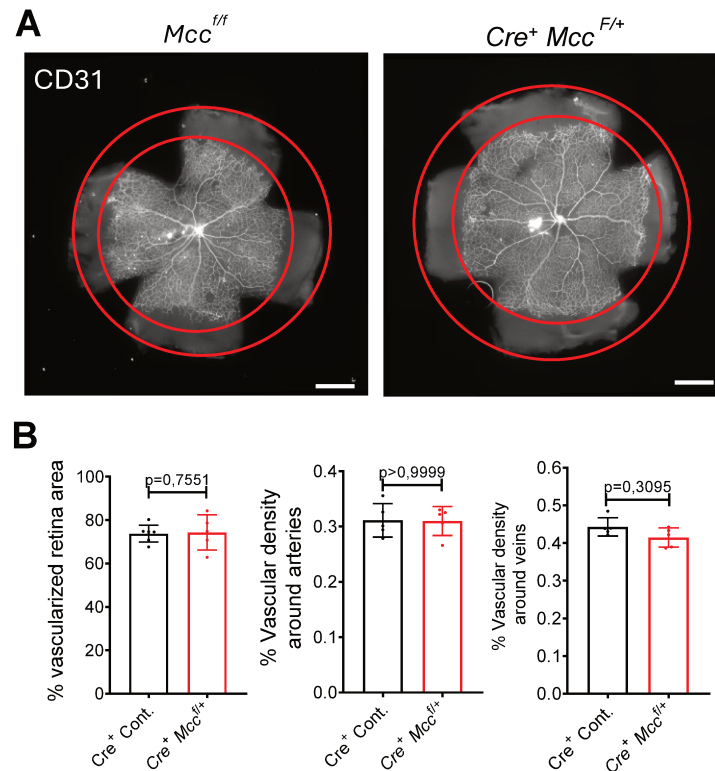 A
Mcc f/f
Cre+ Mcc F/+
CD31
B
% vascularized retina area
100
80
60
40
20
0
p=0,7551
Cre+ Cont.
Cre+ Mcc f/+
% Vascular density
around arteries
0.4
0.3
0.2
0.1
0.0
p>0,9999
Cre+ Cont.
Cre+ Mcc f/+
% Vascular density
around veins
0.6
0.5
0.4
0.3
0.2
0.1
0.0
p=0,3095
Cre+ Cont.
Cre+ Mcc f/+